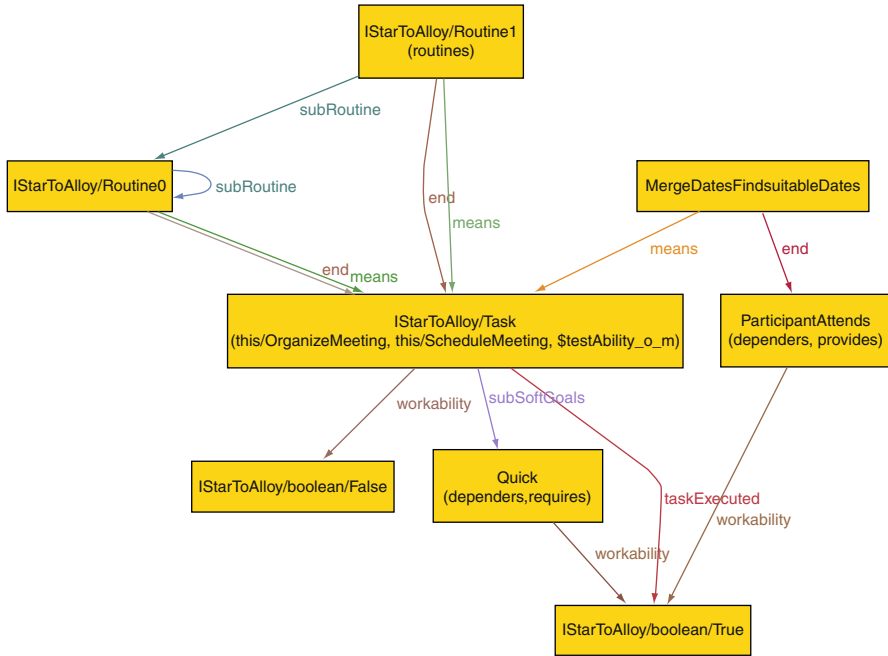 IStarToAlloy/Routine1
(routines)
subRoutine
IStarToAlloy/Routine0
subRoutine
MergeDatesFindsuitableDates
end
means
means
end
end
means
IStarToAlloy/Task
(this/OrganizeMeeting, this/ScheduleMeeting, $testAbility_o_m)
ParticipantAttends
(dependers, provides)
workability
subSoftGoals
IStarToAlloy/boolean/False
Quick
(dependers,requires)
taskExecuted
workability
workability
IStarToAlloy/boolean/True